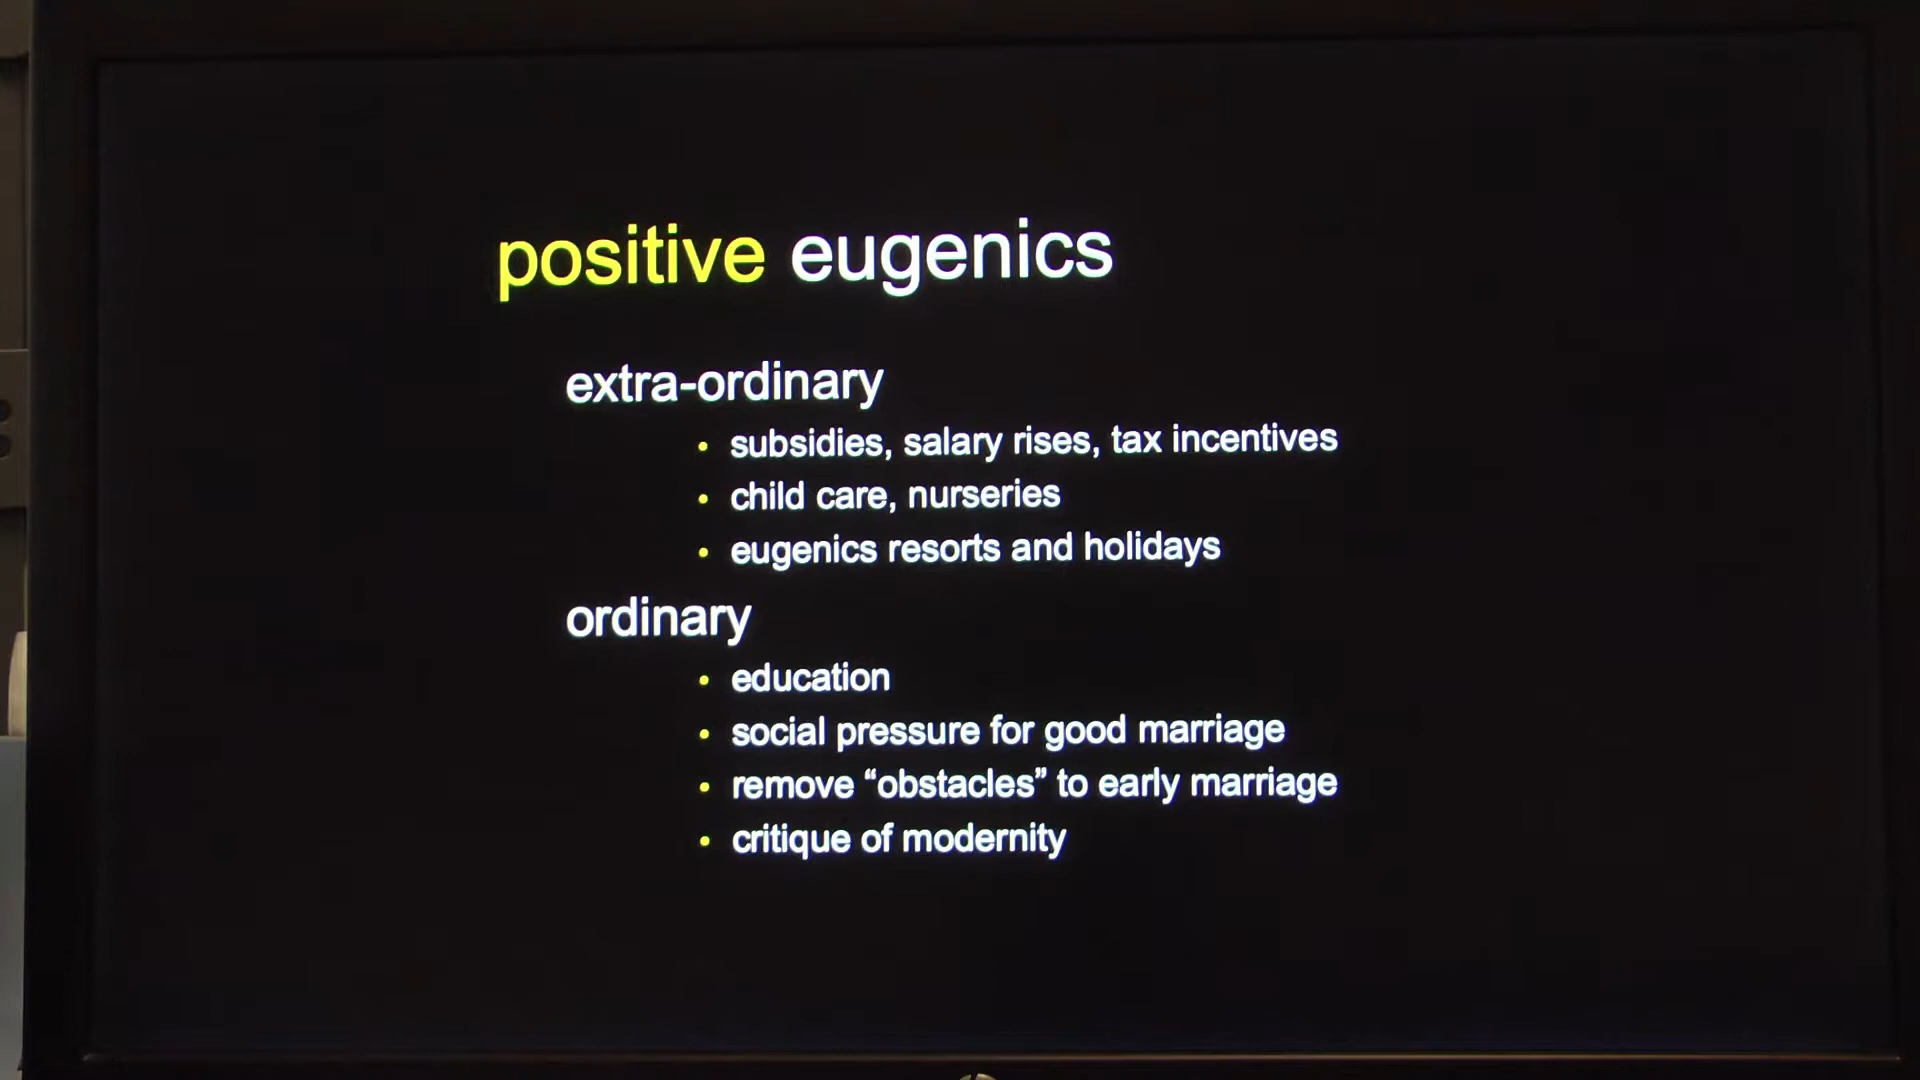 positive eugenics
extra-ordinary
• subsidies, salary rises, tax incentives
• child care, nurseries
• eugenics resorts and holidays
ordinary
• education
• social pressure for good marriage
• remove “obstacles” to early marriage
• critique of modernity